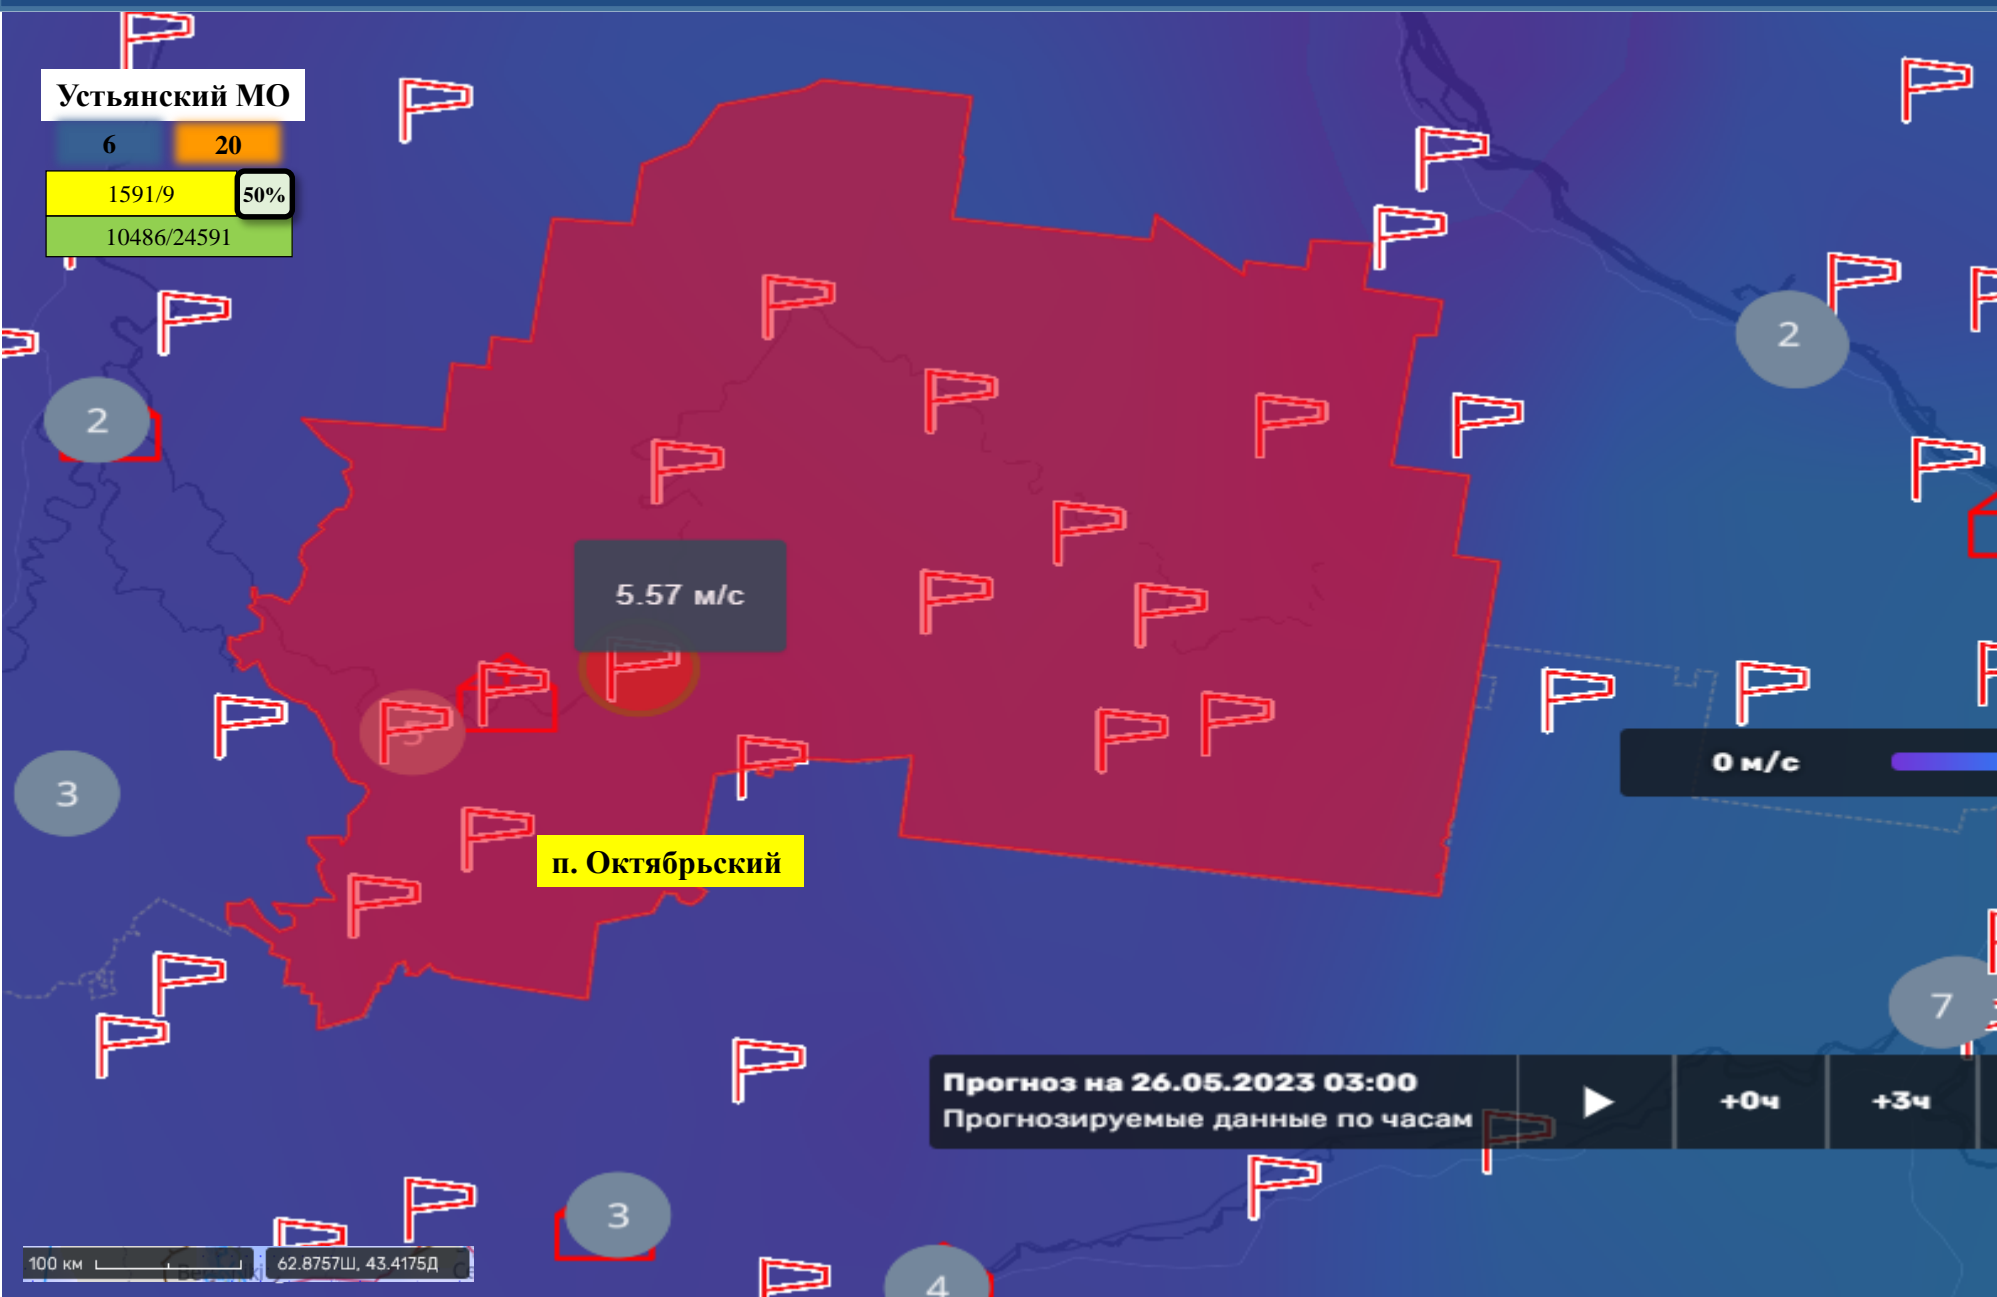 Устьянский МО
6
20
1591/9
50%
10486/24591
2
2
5.57 м/с
5
3
0 м/с
п. Октябрьский
7
Прогноз на 26.05.2023 03:00
Прогнозируемые данные по часам
+0ч
+3ч
3
4
100 км
62.8757Ш, 43.4175Д